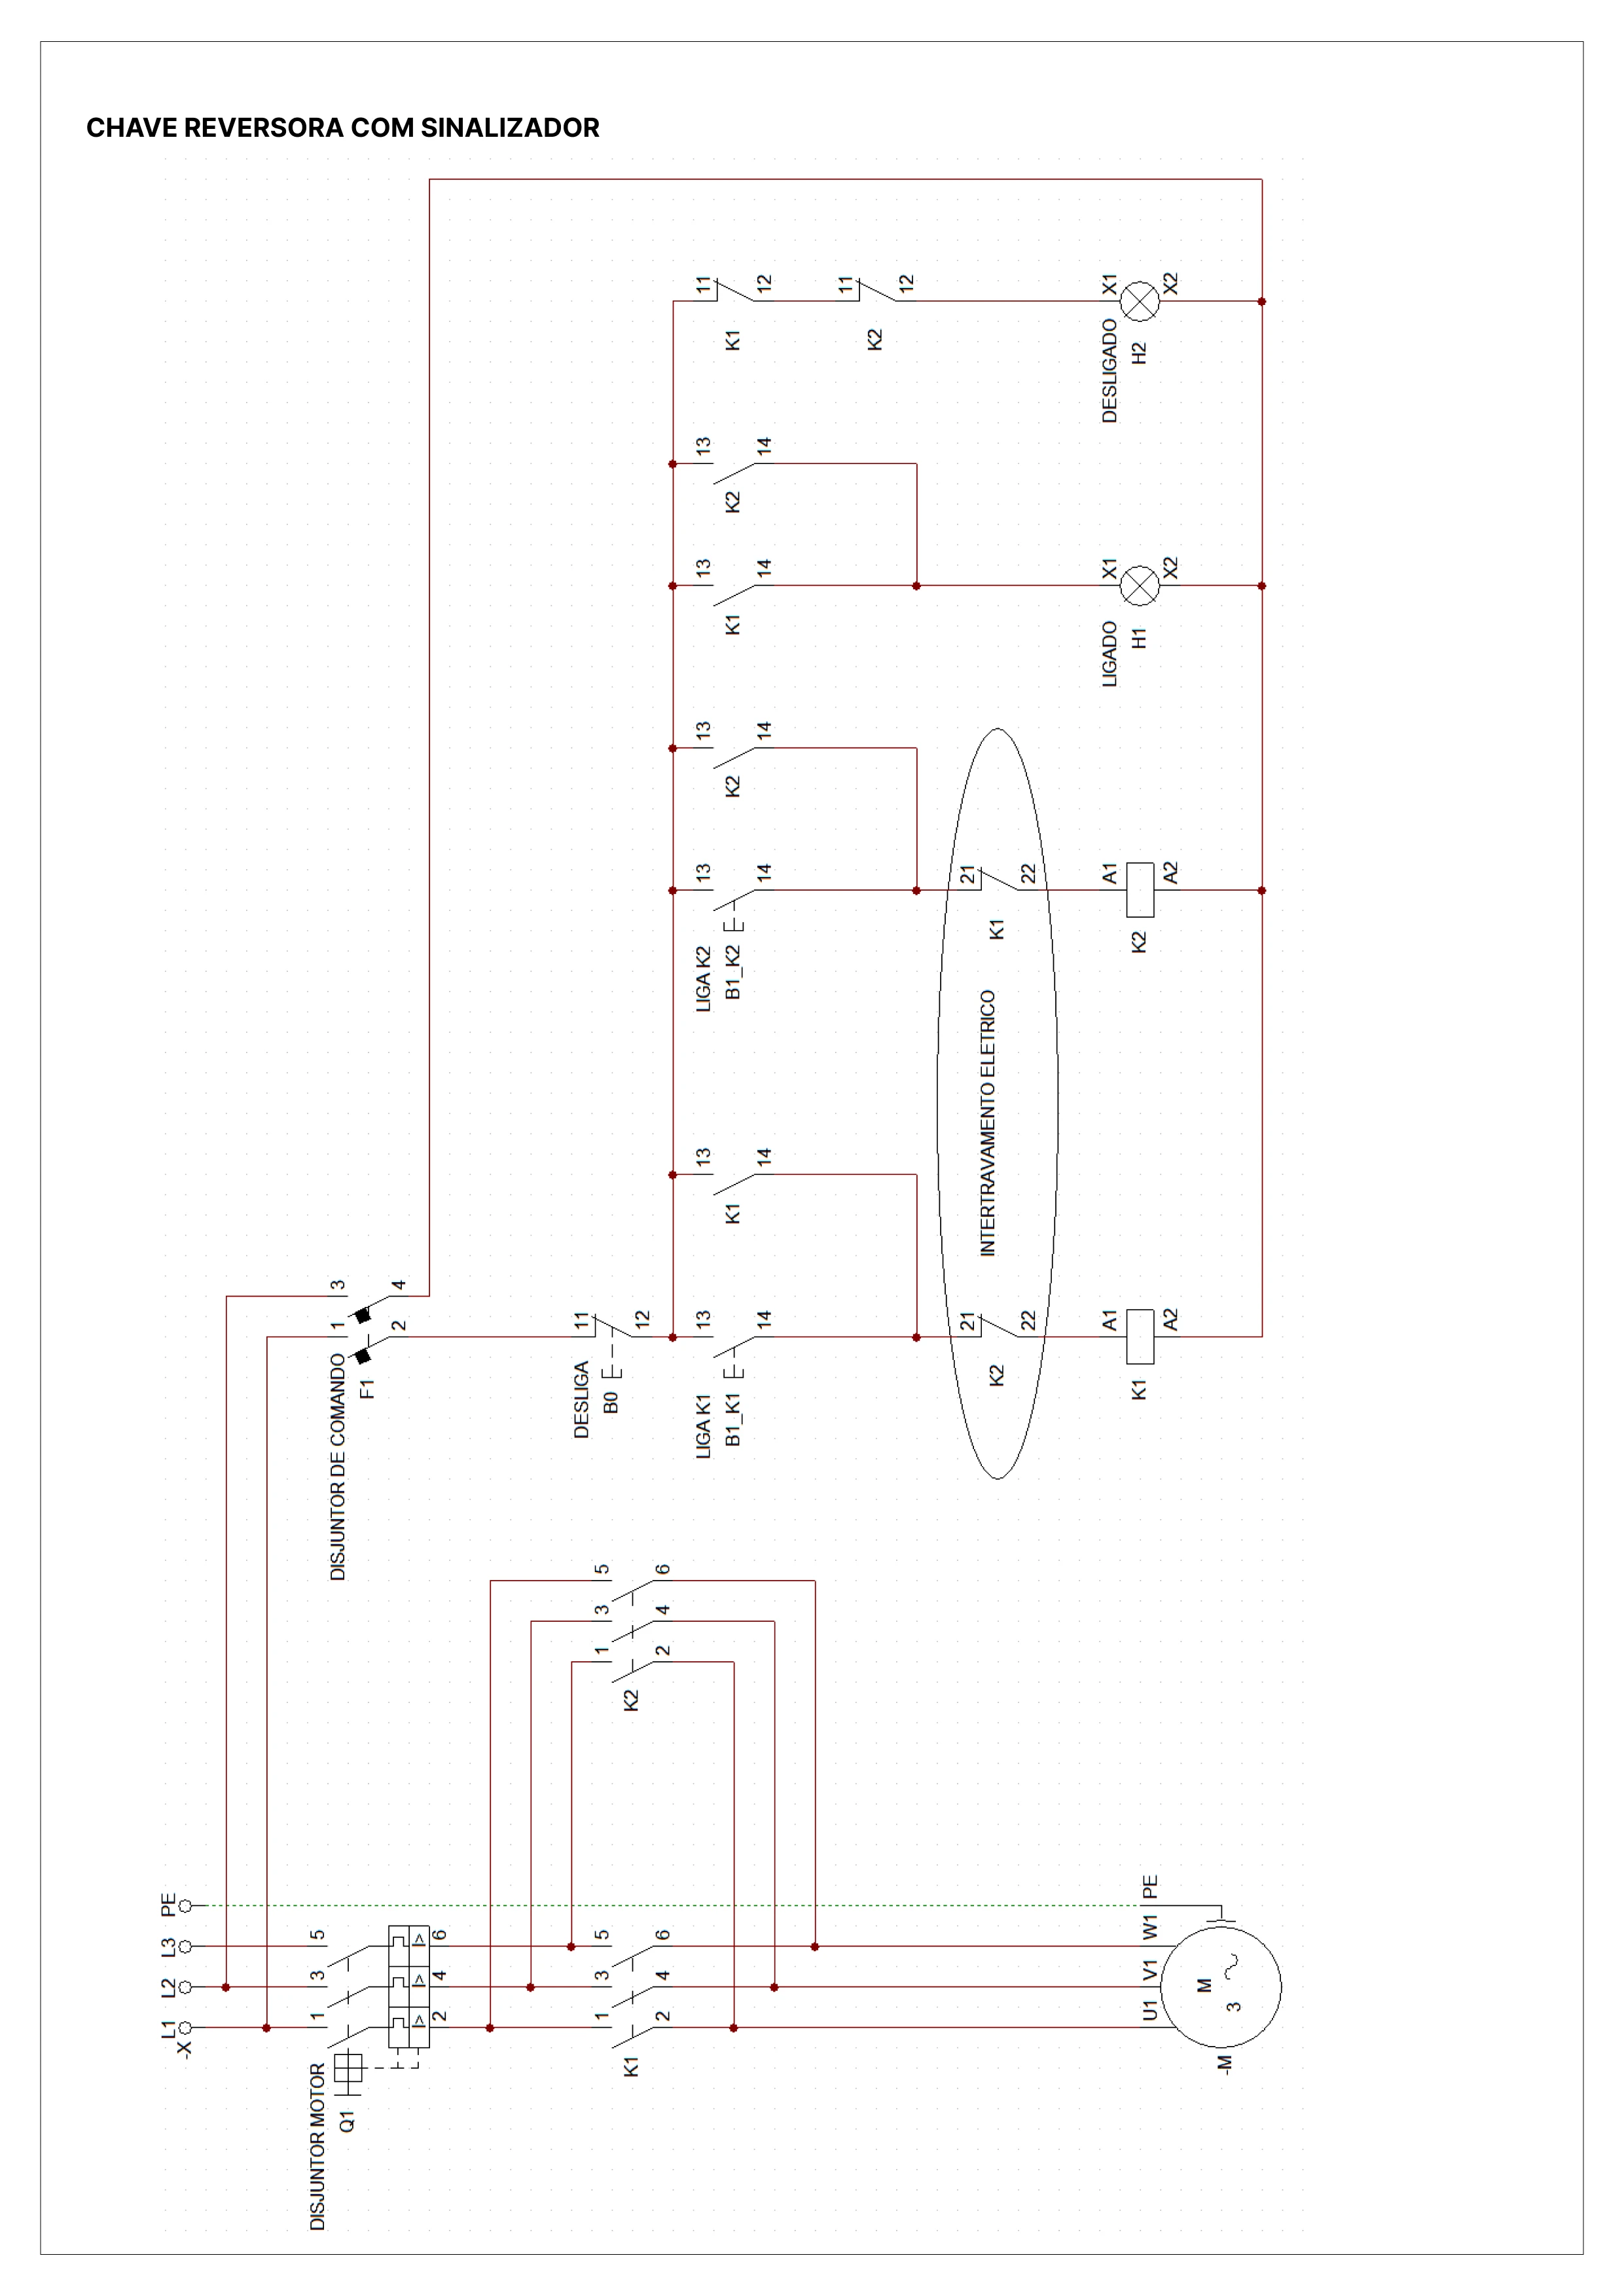 CHAVE REVERSORA COM SINALIZADOR
11
12
K1
11
12
K2
X1
X2
DESLIGADO
H2
13
14
K2
13
14
K1
X1
X2
LIGADO
H1
13
14
K2
13
14
LIGA K2
B1_K2
21
22
K1
A1
A2
K2
INTERTRAVAMENTO ELETRICO
13
14
K1
3
4
1
2
DISJUNTOR DE COMANDO
F1
11
12
DESLIGA
B0
13
14
LIGA K1
B1_K1
21
22
K2
A1
A2
K1
5
6
3
4
1
2
K2
PE
L3
L2
L1
-X
5
3
1
I>
I>
I>
6
4
2
DISJUNTOR MOTOR
Q1
5
6
3
4
1
2
K1
PE
W1
V1
U1
M
3
-M